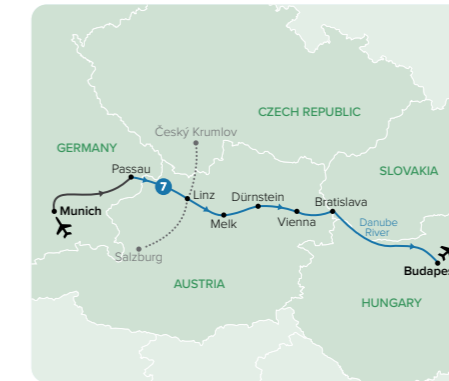 CZECH REPUBLIC
Český Krumlov
GERMANY
SLOVAKIA
Passau
7
Linz
Dürnstein
Bratislava
Munich
Melk
Vienna
Danube
River
Salzburg
Budapes
AUSTRIA
HUNGARY